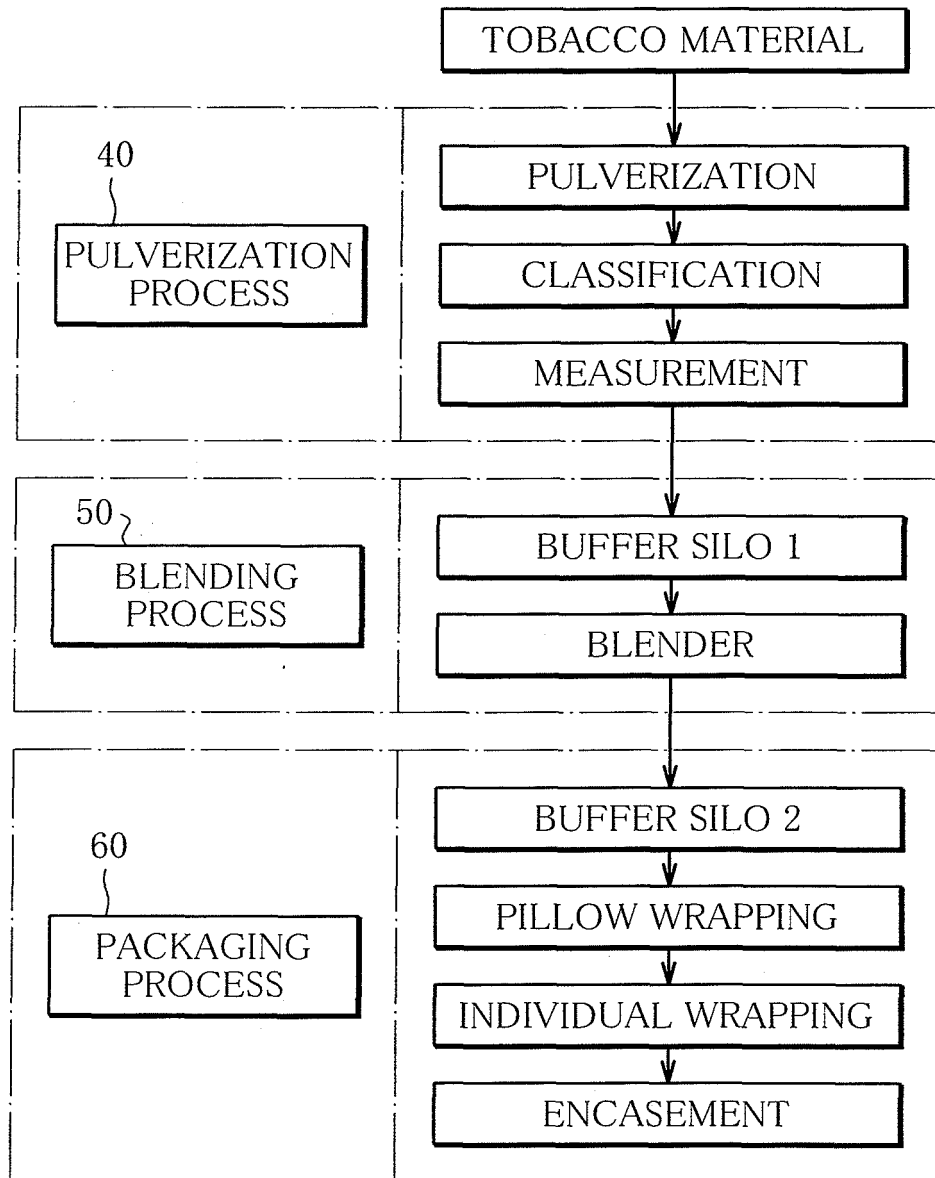 TOBACCO MATERIAL
40
PULVERIZATION
PROCESS
PULVERIZATION
CLASSIFICATION
MEASUREMENT
50
BLENDING
PROCESS
BUFFER SILO 1
BLENDER
60
PACKAGING
PROCESS
BUFFER SILO 2
PILLOW WRAPPING
INDIVIDUAL WRAPPING
ENCASEMENT